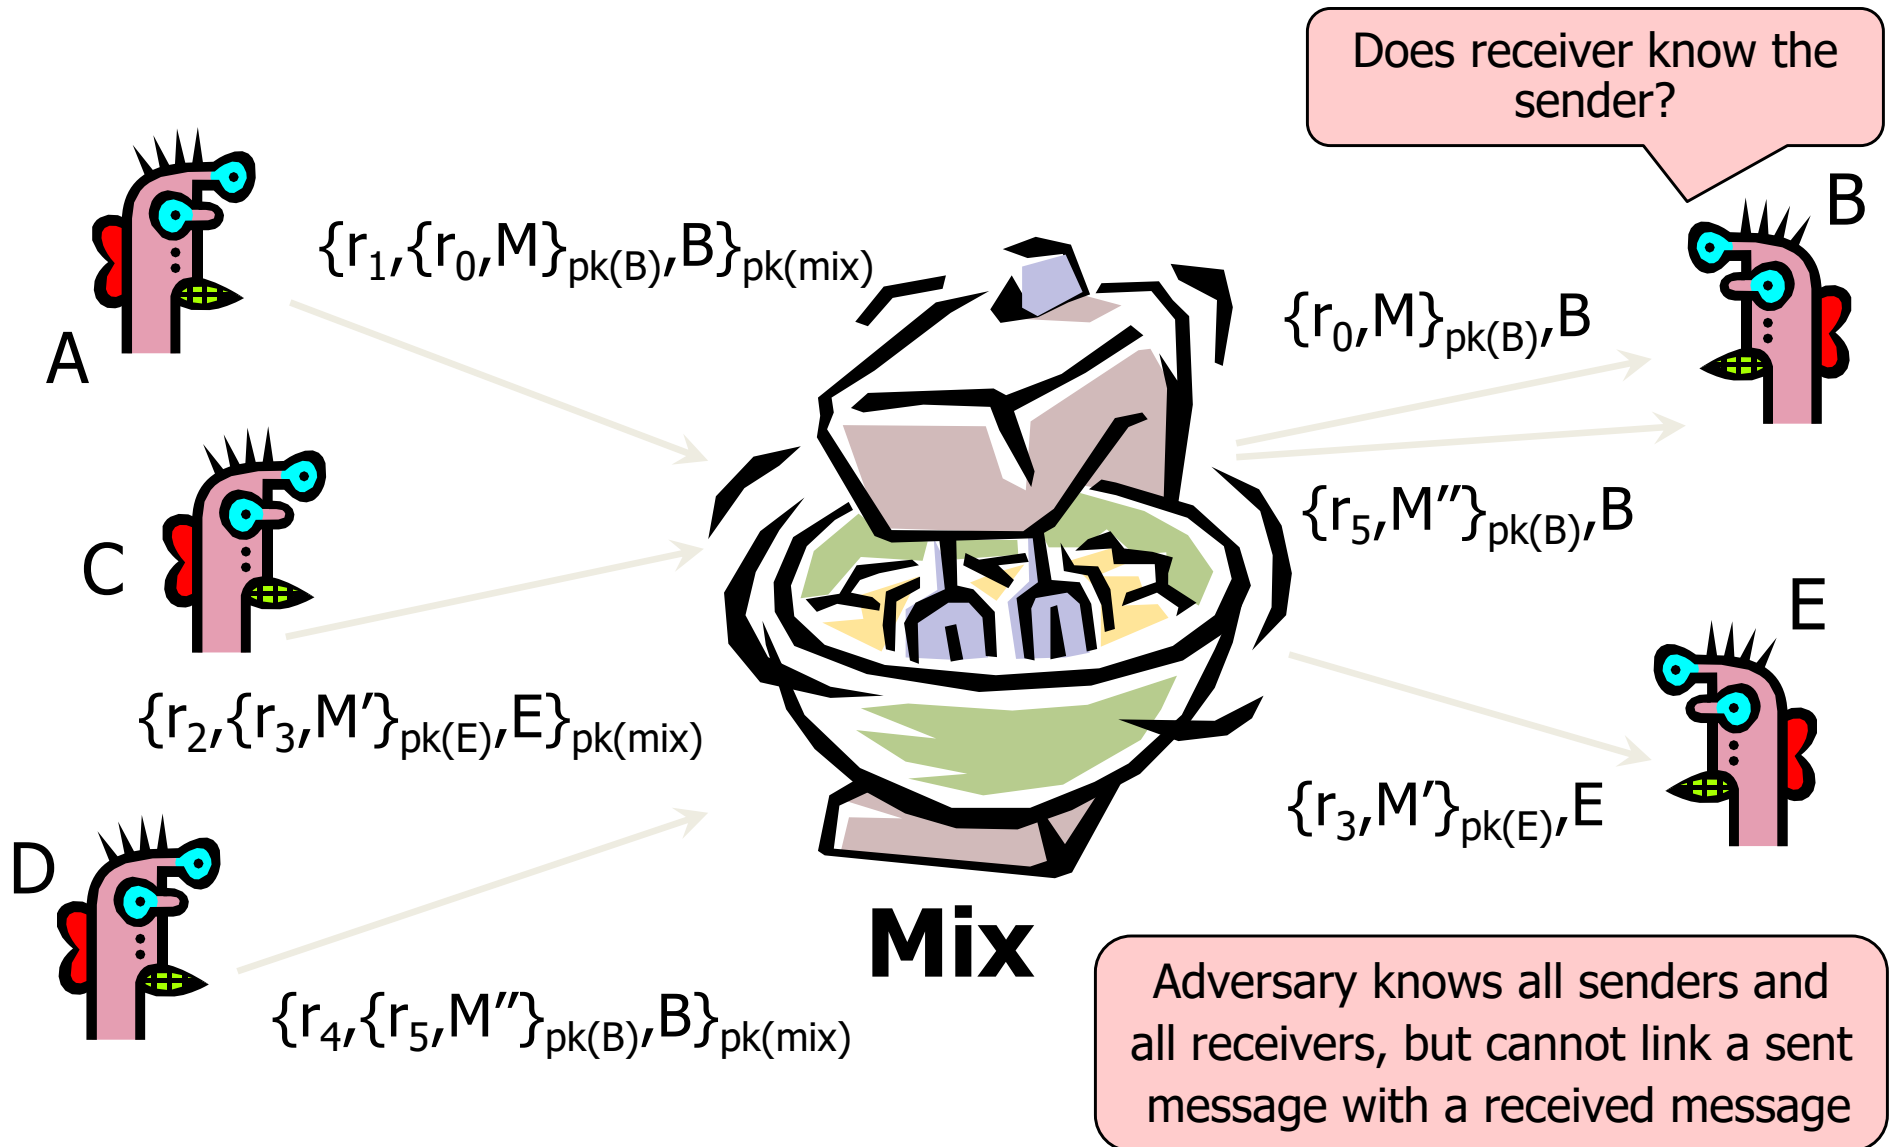 Does receiver know the
sender?
B
A
{r₁,{r₀,M}pk(B),B}pk(mix)
{r₀,M}pk(B),B
C
{r₅,M″}pk(B),B
E
{r₂,{r₃,M′}pk(E),E}pk(mix)
{r₃,M′}pk(E),E
D
Mix
{r₄,{r₅,M″}pk(B),B}pk(mix)
Adversary knows all senders and
all receivers, but cannot link a sent
message with a received message